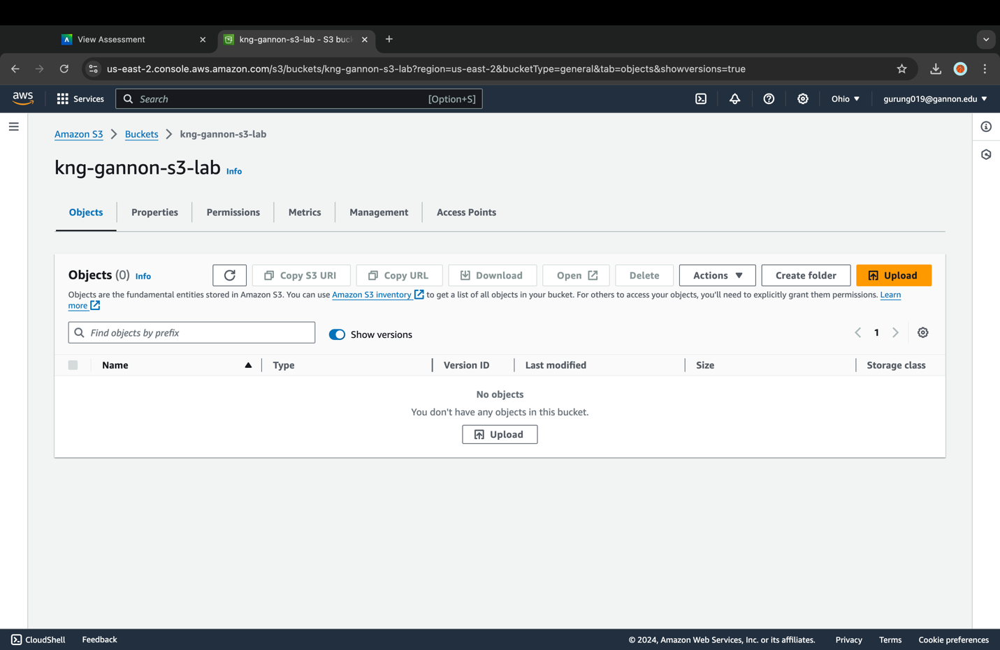 View Assessment
kng-gannon-s3-lab - S3 buc
us-east-2.console.aws.amazon.com/s3/buckets/kng-gannon-s3-lab?region=us-east-2&bucketType=general&tab=objects&showversions=true
aws Services Search [Option+S] Ohio gurung019@gannon.edu
Amazon S3 Buckets kng-gannon-s3-lab
kng-gannon-s3-lab Info
Objects Properties Permissions Metrics Management Access Points
Objects (0) Info Copy S3 URI Copy URL Download Open Delete Actions Create folder Upload
Objects are the fundamental entities stored in Amazon S3. You can use Amazon S3 inventory to get a list of all objects in your bucket. For others to access your objects, you'll need to explicitly grant them permissions. Learn
more
Find objects by prefix Show versions 1
Name Type Version ID Last modified Size Storage class
No objects
You don't have any objects in this bucket.
Upload
CloudShell Feedback © 2024, Amazon Web Services, Inc. or its affiliates. Privacy Terms Cookie preferences